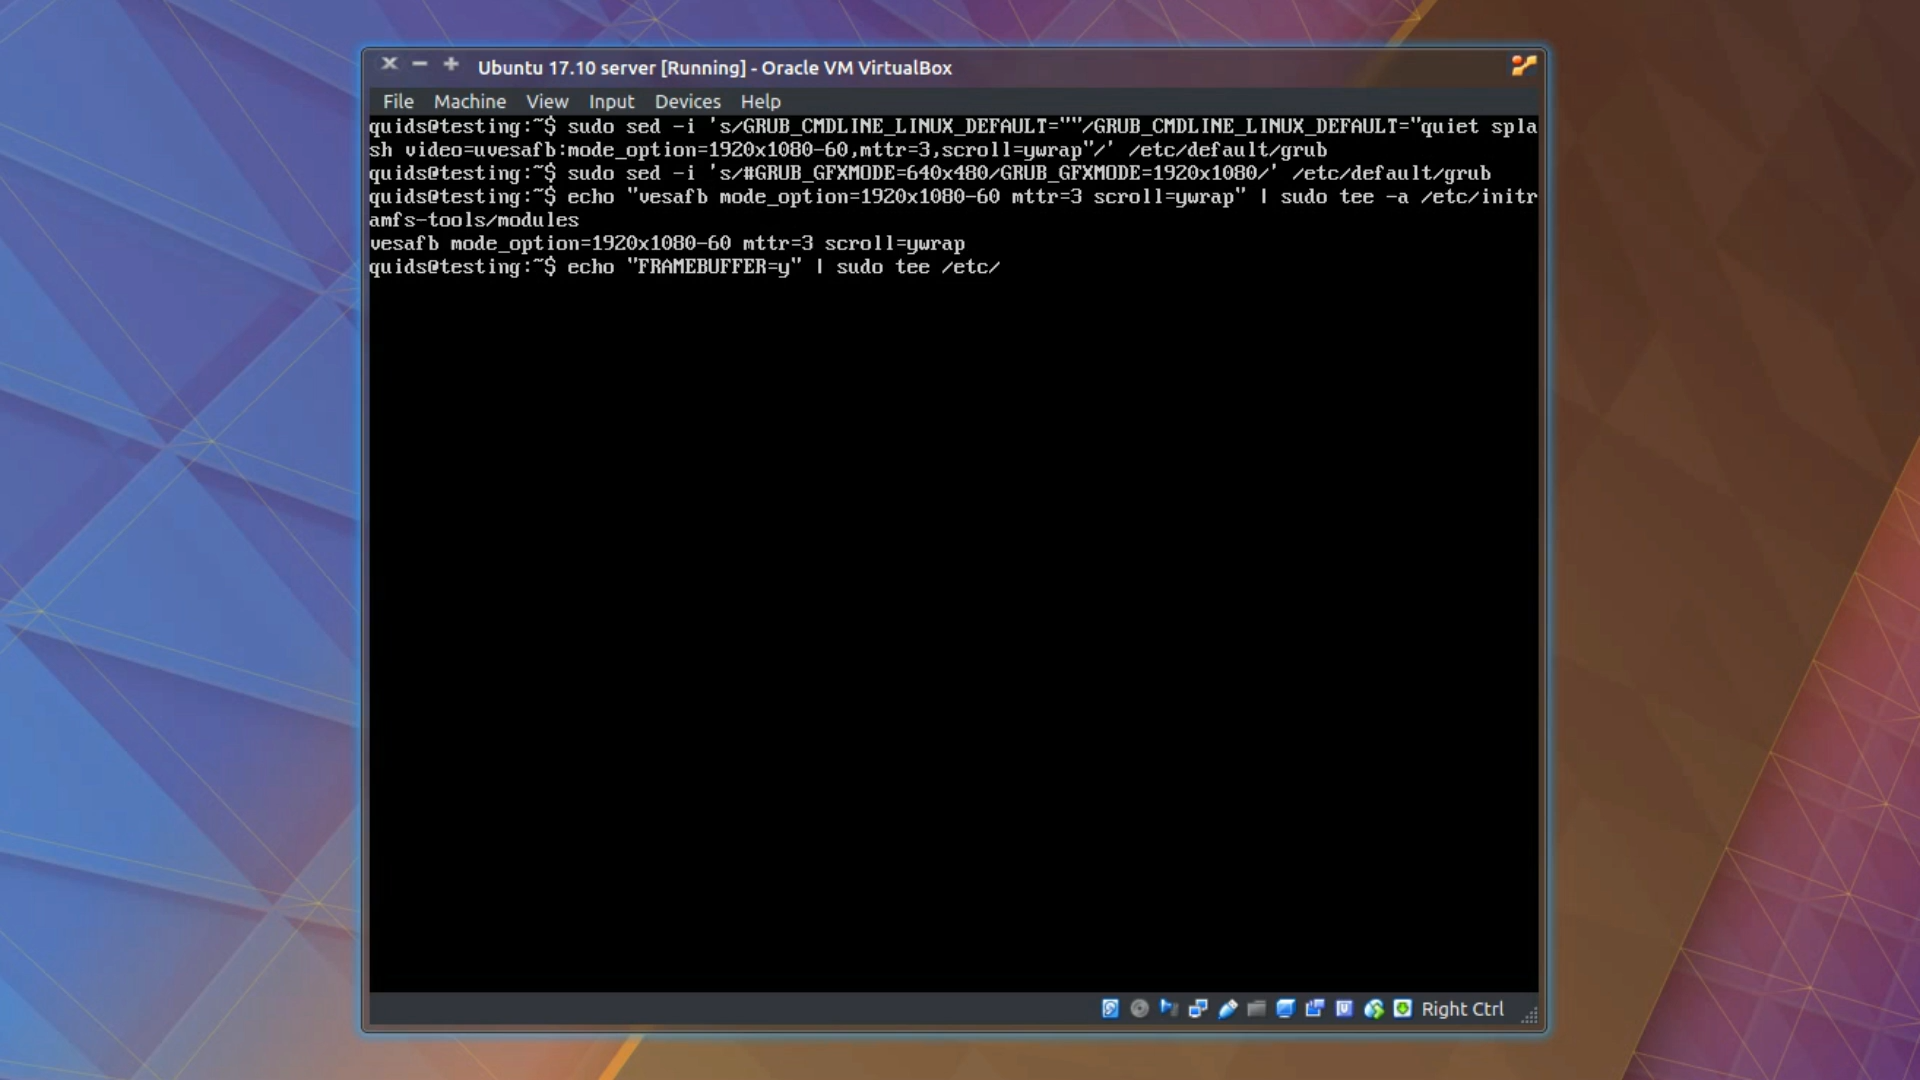 Ubuntu 17.10 server [Running] - Oracle VM VirtualBox
File Machine View Input Devices Help
quids@testing:~$ sudo sed -i 's/GRUB_CMDLINE_LINUX_DEFAULT=""/GRUB_CMDLINE_LINUX_DEFAULT="quiet spla
sh video=uvesafb:mode_option=1920x1080-60,mttr=3,scroll=ywrap"/' /etc/default/grub
quids@testing:~$ sudo sed -i 's/#GRUB_GFXMODE=640x480/GRUB_GFXMODE=1920x1080/' /etc/default/grub
quids@testing:~$ echo "vesafb mode_option=1920x1080-60 mttr=3 scroll=ywrap" | sudo tee -a /etc/initr
amfs-tools/modules
vesafb mode_option=1920x1080-60 mttr=3 scroll=ywrap
quids@testing:~$ echo "FRAMEBUFFER=y" | sudo tee /etc/
Right Ctrl